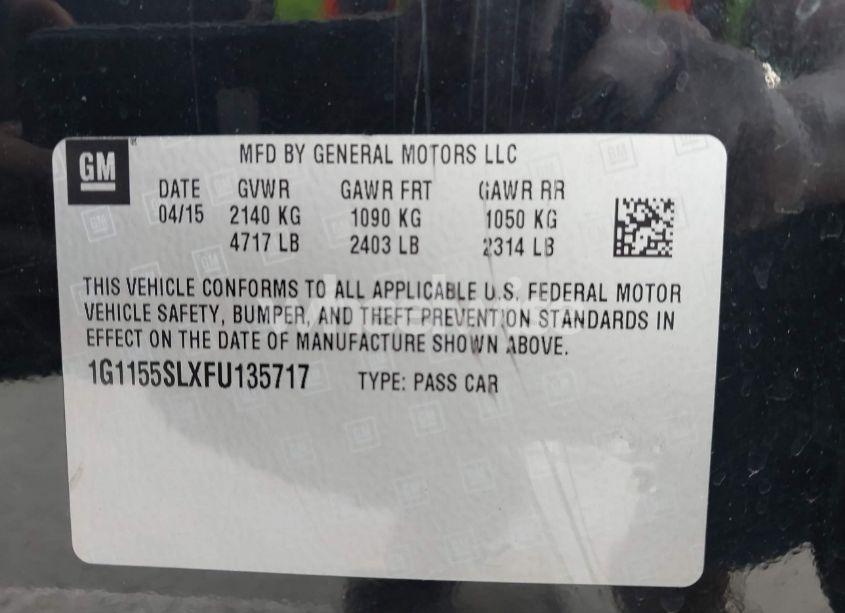 GM
MFD BY GENERAL MOTORS LLC
DATE GVWR GAWR FRT GAWR RR
04/15 2140 KG 1090 KG 1050 KG
4717 LB 2403 LB 2314 LB
THIS VEHICLE CONFORMS TO ALL APPLICABLE U.S. FEDERAL MOTOR
VEHICLE SAFETY, BUMPER, AND THEFT PREVENTION STANDARDS IN
EFFECT ON THE DATE OF MANUFACTURE SHOWN ABOVE.
1G1155SLXFU135717 TYPE: PASS CAR